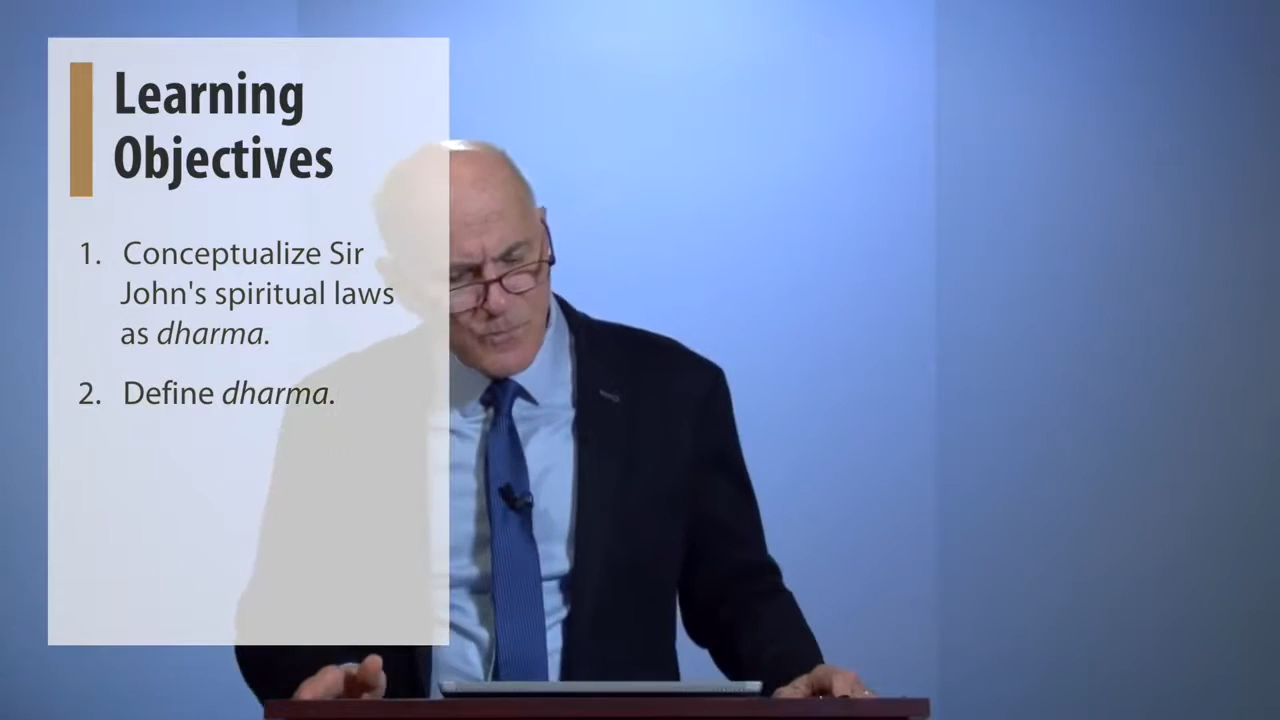 Learning
Objectives
1. Conceptualize Sir
John's spiritual laws
as dharma.
2. Define dharma.